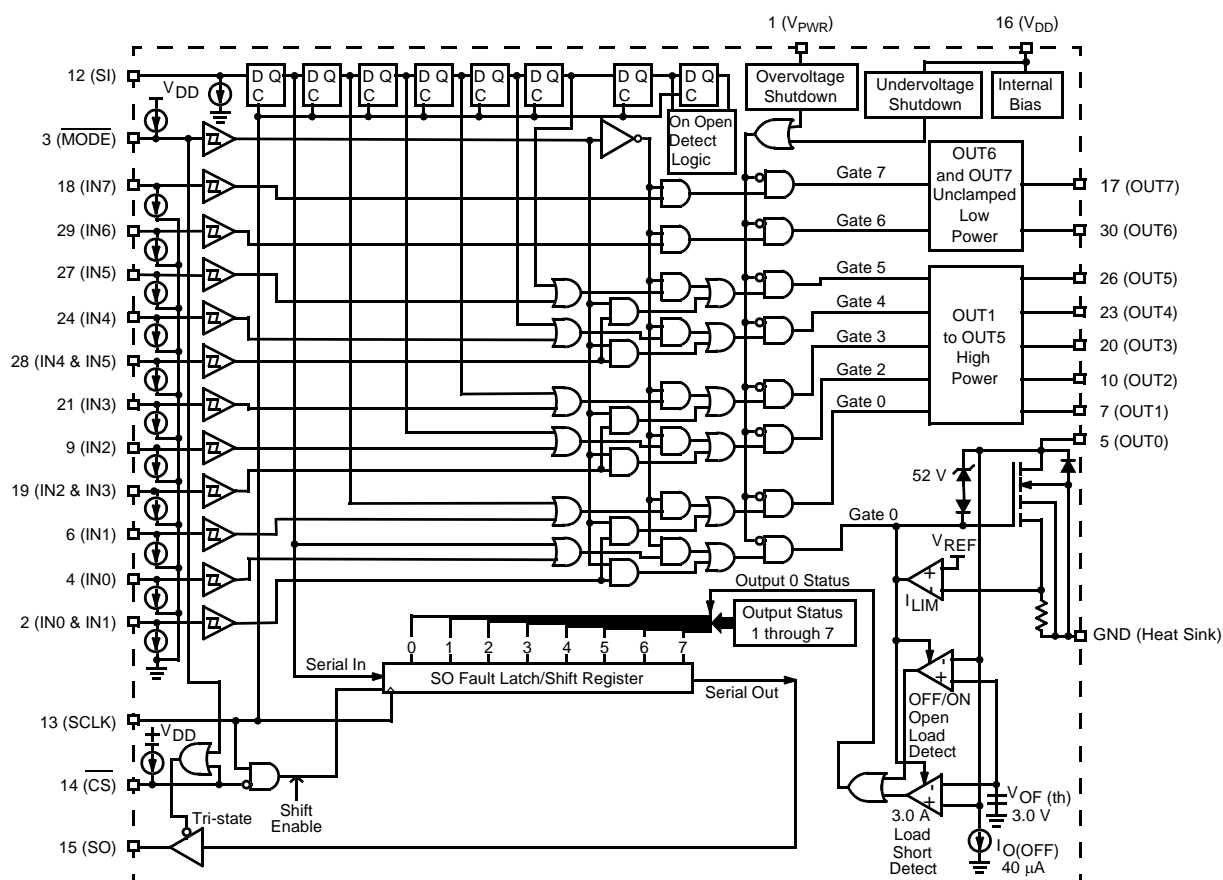 1 (VPWR)
16 (VDD)
12 (SI)
D Q
C
D Q
C
D Q
C
D Q
C
D Q
C
D Q
C
D Q
C
D Q
C
Overvoltage
Shutdown
Undervoltage
Shutdown
Internal
Bias
VDD
3 (MODE)
On Open
Detect
Logic
18 (IN7)
29 (IN6)
27 (IN5)
24 (IN4)
28 (IN4 & IN5)
21 (IN3)
9 (IN2)
19 (IN2 & IN3)
6 (IN1)
4 (IN0)
2 (IN0 & IN1)
Gate 7
Gate 6
Gate 5
Gate 4
Gate 3
Gate 2
Gate 0
Gate 0
OUT6
and OUT7
Unclamped
Low
Power
OUT1
to OUT5
High
Power
17 (OUT7)
30 (OUT6)
26 (OUT5)
23 (OUT4)
20 (OUT3)
10 (OUT2)
7 (OUT1)
5 (OUT0)
52 V
VREF
+
-
ILIM
GND (Heat Sink)
Output 0 Status
Output Status
1 through 7
0 1 2 3 4 5 6 7
Serial In
SO Fault Latch/Shift Register
Serial Out
- +
OFF/ON
Open
Load
Detect
13 (SCLK)
VDD
14 (CS)
Shift
Enable
Tri-state
15 (SO)
-
+
3.0 A
Load
Short
Detect
VOF (th)
3.0 V
IO(OFF)
40 μA